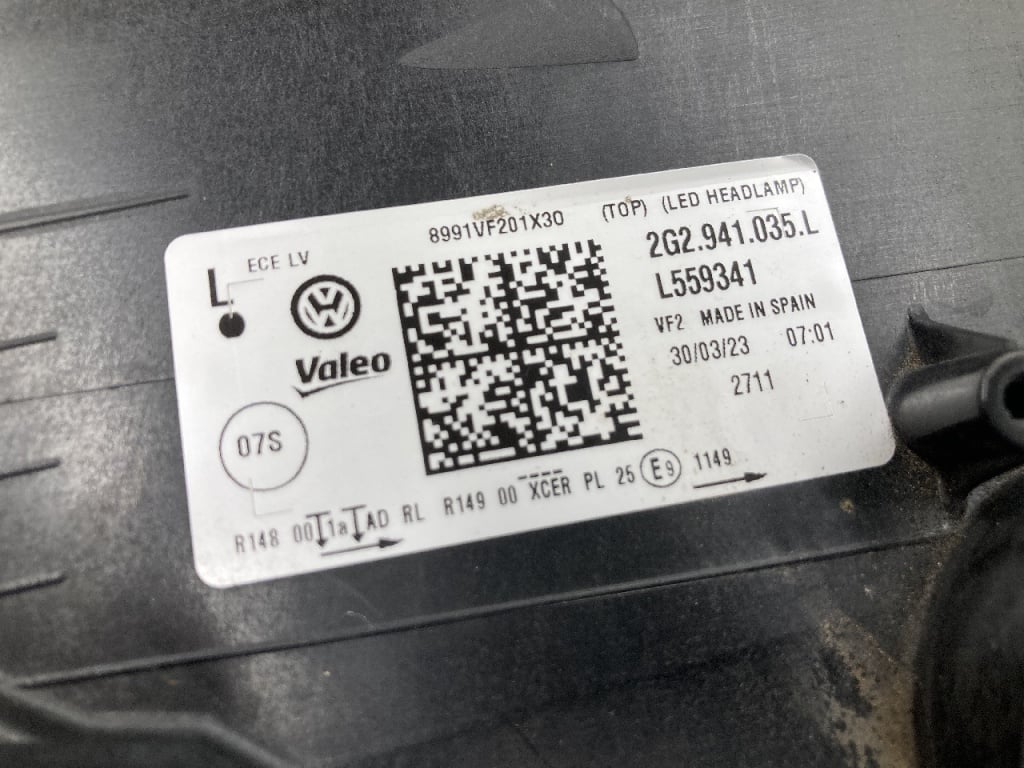 8991VF201X30 (TOP) (LED HEADLAMP)
L ECE LV
2G2.941.035.L
L559341
Valeo
VF2 MADE IN SPAIN
30/03/23 07:01
2711
07S
R148 00 1a AD RL R149 00 XCER PL 25 E9 1149